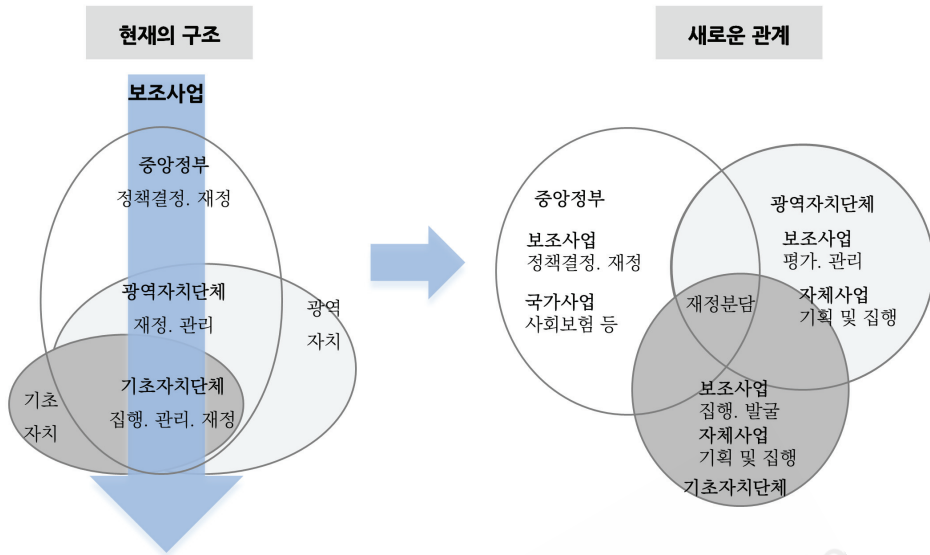 현재의 구조
보조사업
중앙정부
정책결정. 재정
광역자치단체
재정. 관리
광역
자치
기초자치단체
집행. 관리. 재정
기초
자치
새로운 관계
중앙정부
보조사업
정책결정. 재정
국가사업
사회보험 등
광역자치단체
보조사업
평가. 관리
자체사업
기획 및 집행
재정분담
보조사업
집행. 발굴
자체사업
기획 및 집행
기초자치단체